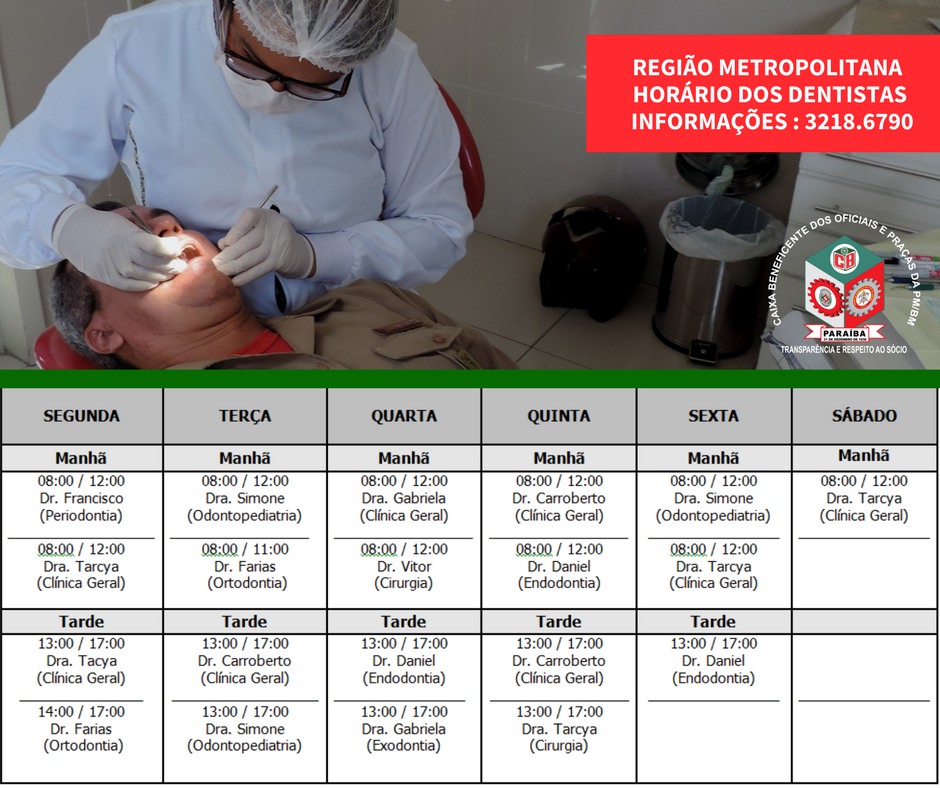 REGIÃO METROPOLITANA
HORÁRIO DOS DENTISTAS
INFORMAÇÕES : 3218.6790
CAIXA BENEFICENTE DOS OFICIAIS E PRAÇAS DA PM/BM
CB
PARAÍBA
TRANSPARÊNCIA E RESPEITO AO SÓCIO
SEGUNDA TERÇA QUARTA QUINTA SEXTA SÁBADO
Manhã Manhã Manhã Manhã Manhã Manhã
08:00 / 12:00 08:00 / 12:00 08:00 / 12:00 08:00 / 12:00 08:00 / 12:00 08:00 / 12:00
Dr. Francisco Dra. Simone Dra. Gabriela Dr. Carroberto Dra. Simone Dra. Tarcya
(Periodontia) (Odontopediatria) (Clínica Geral) (Clínica Geral) (Odontopediatria) (Clínica Geral)
08:00 / 12:00 08:00 / 11:00 08:00 / 12:00 08:00 / 12:00 08:00 / 12:00
Dra. Tarcya Dr. Farias Dr. Vitor Dr. Daniel Dra. Tarcya
(Clínica Geral) (Ortodontia) (Cirurgia) (Endodontia) (Clínica Geral)
Tarde Tarde Tarde Tarde Tarde
13:00 / 17:00 13:00 / 17:00 13:00 / 17:00 13:00 / 17:00 13:00 / 17:00
Dra. Tacya Dr. Carroberto Dr. Daniel Dr. Carroberto Dr. Daniel
(Clínica Geral) (Clínica Geral) (Endodontia) (Clínica Geral) (Endodontia)
14:00 / 17:00 13:00 / 17:00 13:00 / 17:00 13:00 / 17:00
Dr. Farias Dra. Simone Dra. Gabriela Dra. Tarcya
(Ortodontia) (Odontopediatria) (Exodontia) (Cirurgia)